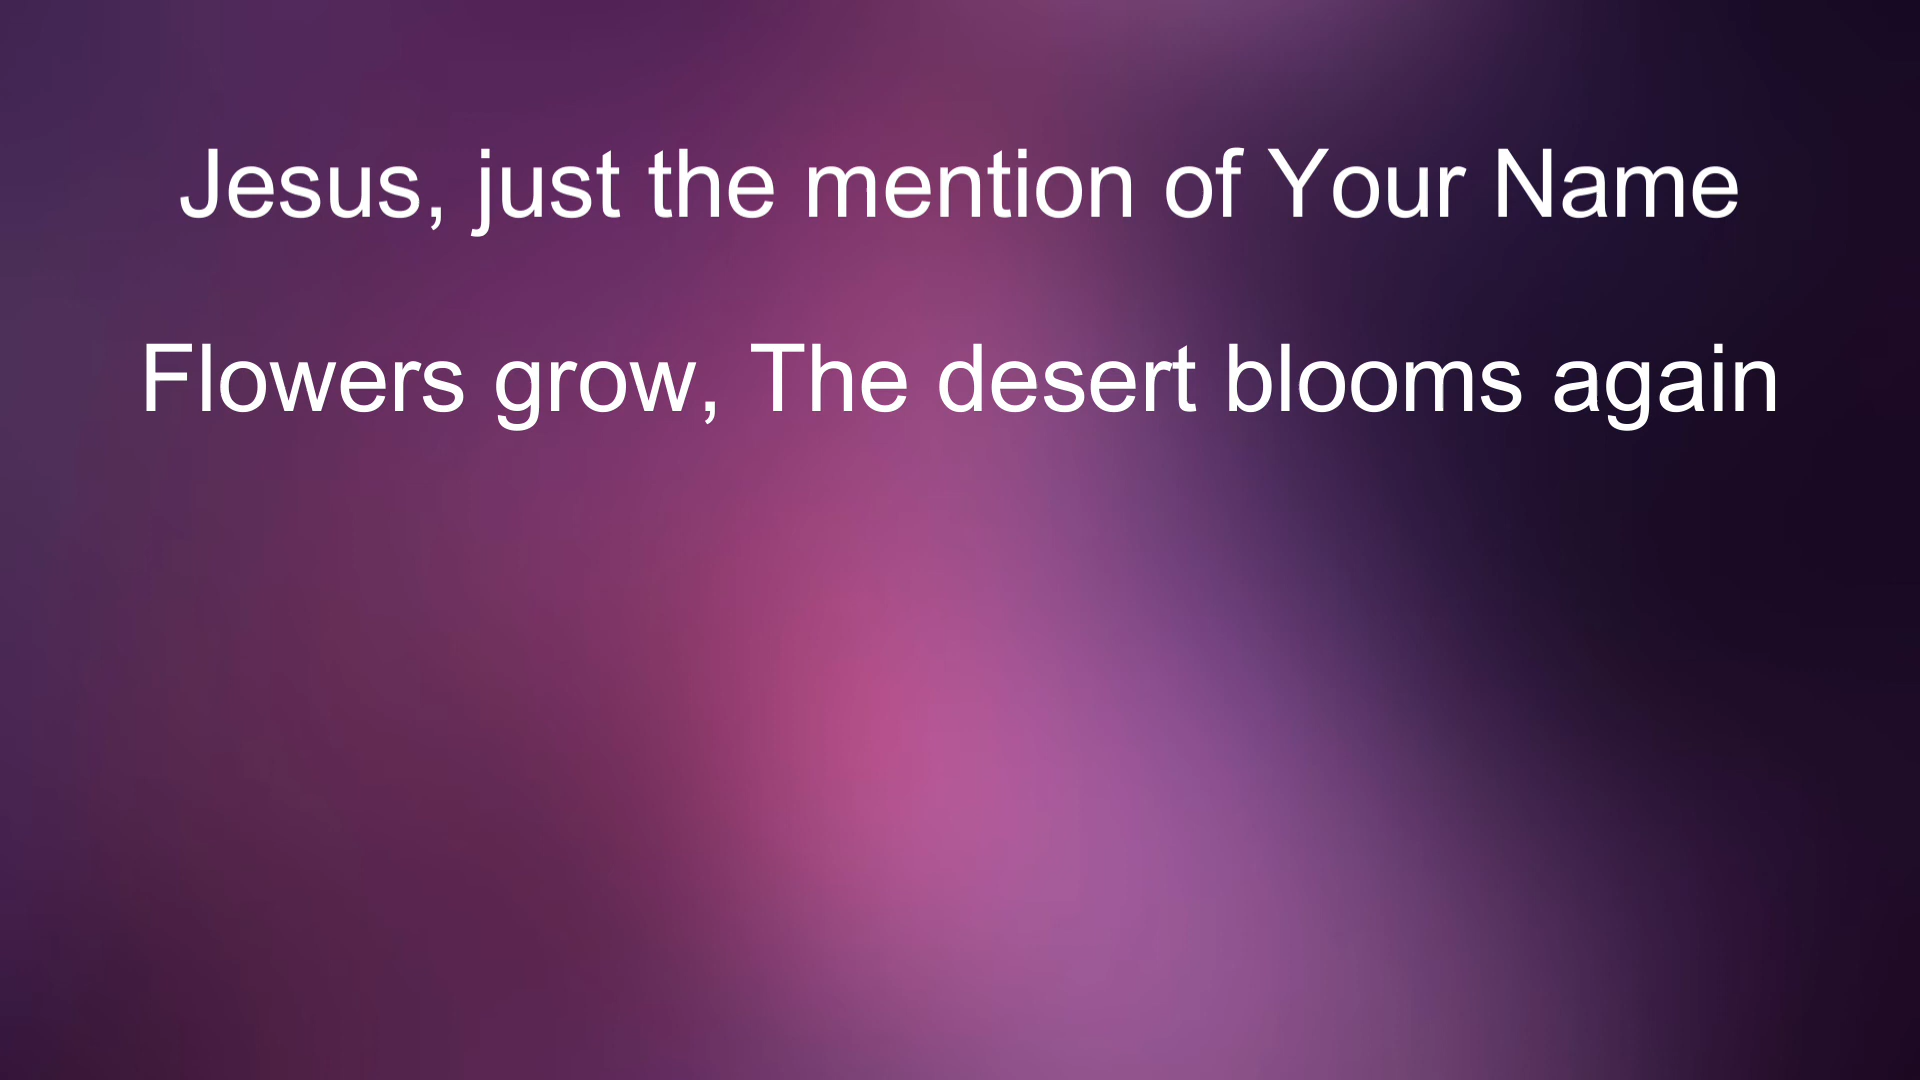 Jesus, just the mention of Your Name
Flowers grow, The desert blooms again